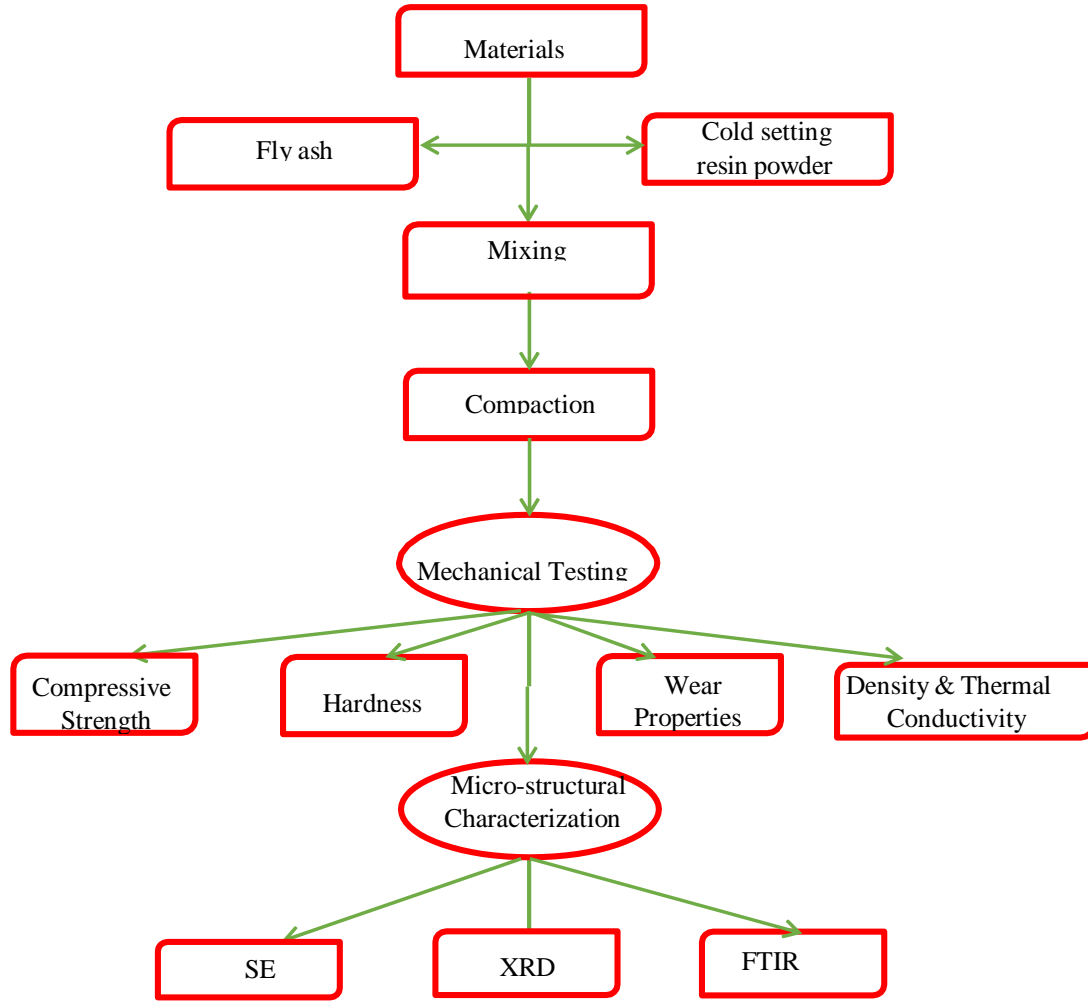 Materials
Fly ash
Cold setting
resin powder
Mixing
Compaction
Mechanical Testing
Compressive
Strength
Hardness
Wear
Properties
Density & Thermal
Conductivity
Micro-structural
Characterization
SE
XRD
FTIR